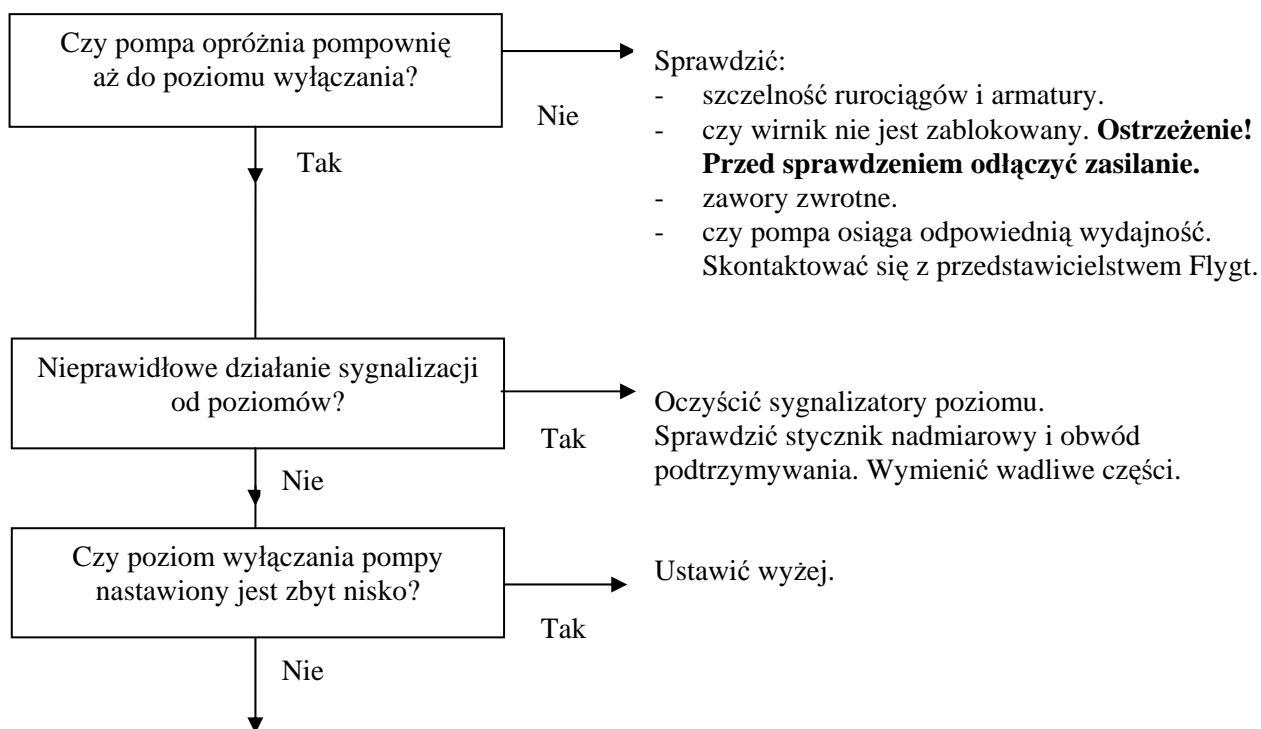 Czy pompa opróżnia pompownię
aż do poziomu wyłączania?
Nie
Sprawdzić:
- szczelność rurociągów i armatury.
- czy wirnik nie jest zablokowany. Ostrzeżenie!
Przed sprawdzeniem odłączyć zasilanie.
- zawory zwrotne.
- czy pompa osiąga odpowiednią wydajność.
Skontaktować się z przedstawicielstwem Flygt.
Tak
Nieprawidłowe działanie sygnalizacji
od poziomów?
Tak
Oczyścić sygnalizatory poziomu.
Sprawdzić stycznik nadmiarowy i obwód
podtrzymywania. Wymienić wadliwe części.
Nie
Czy poziom wyłączania pompy
nastawiony jest zbyt nisko?
Tak
Ustawić wyżej.
Nie